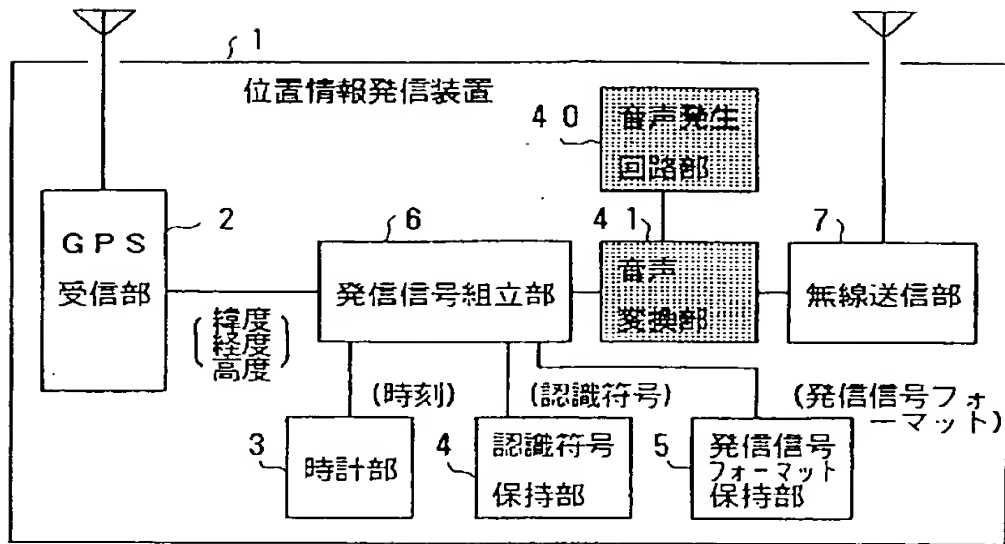 1
位置情報発信装置
40
音声発生
回路部
2
GPS
受信部
6
発信信号組立部
41
音声
変換部
7
無線送信部
(緯度
経度
高度)
(時刻)
(認識符号)
(発信信号フォ
ーマット)
3
時計部
4
認識符号
保持部
5
発信信号
フォーマット
保持部